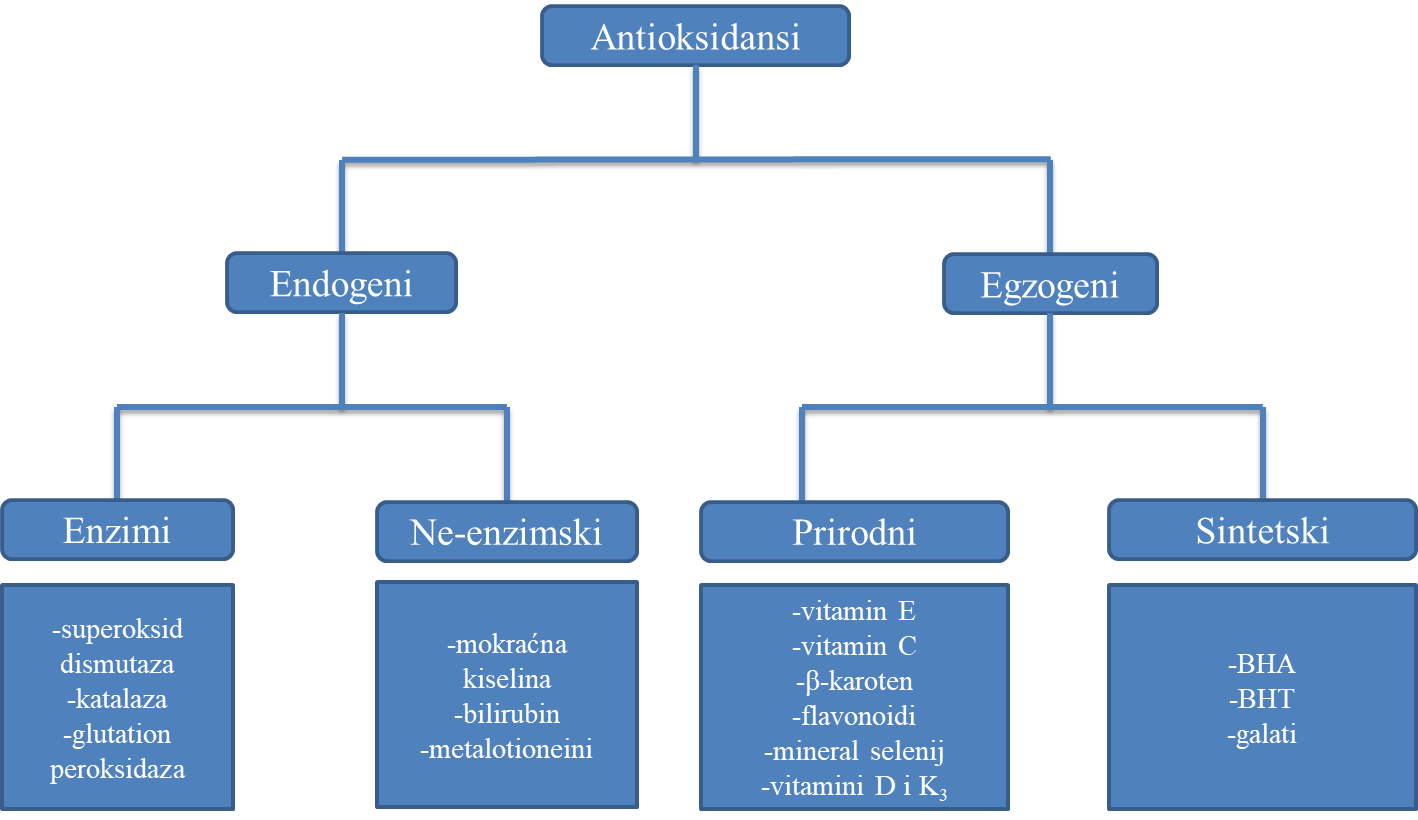 Antioksidansi
Endogeni
Egzogeni
Enzimi
Ne-enzimski
Prirodni
Sintetski
-superoksid
dismutaza
-katalaza
-glutation
peroksidaza
-mokraćna
kiselina
-bilirubin
-metalotioneini
-vitamin E
-vitamin C
-β-karoten
-flavonoidi
-mineral selenij
-vitamini D i K₃
-BHA
-BHT
-galati